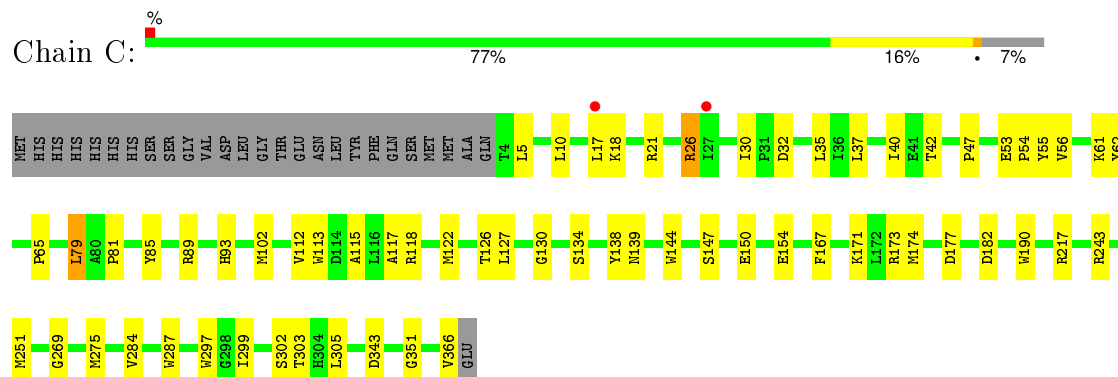 %
Chain C:
77% 16% • 7%
MET HIS HIS HIS HIS HIS HIS SER SER GLY VAL ASP LEU GLY THR GLU ASN LEU TYR PHE GLN SER MET MET ALA GLN T4 L5 L10 L17 K18 R21 R26 I27 I30 P31 D32 L35 I36 L37 I40 E41 T42 P47 E53 P54 Y55 V56 K61 Y62
P65 L79 A80 P81 Y85 R89 H93 M102 V112 W113 D114 A115 L116 A117 R118 M122 T126 L127 G130 S134 Y138 N139 W144 S147 E150 E154 F167 K171 L172 R173 M174 D177 D182 W190 R217 R243
M251 G269 M275 V284 W287 W297 G298 I299 S302 T303 H304 L305 D343 G351 V366 GLU